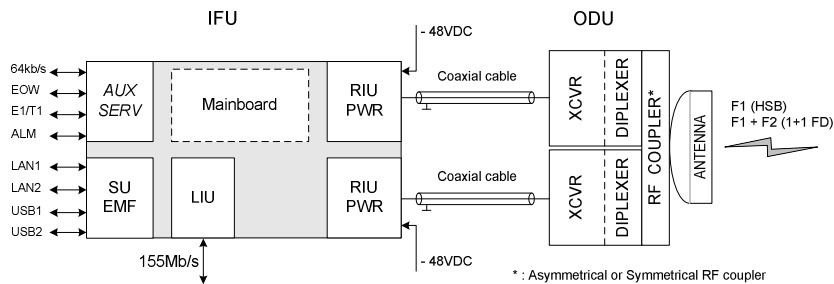 IFU
ODU
- 48VDC
64kb/s
EOW
E1/T1
ALM
AUX
SERV
Mainboard
RIU
PWR
Coaxial cable
XCVR
DIPLEXER
RF COUPLER*
ANTENNA
F1 (HSB)
F1 + F2 (1+1 FD)
LAN1
LAN2
USB1
USB2
SU
EMF
LIU
RIU
PWR
Coaxial cable
XCVR
DIPLEXER
155Mb/s
- 48VDC
* : Asymmetrical or Symmetrical RF coupler